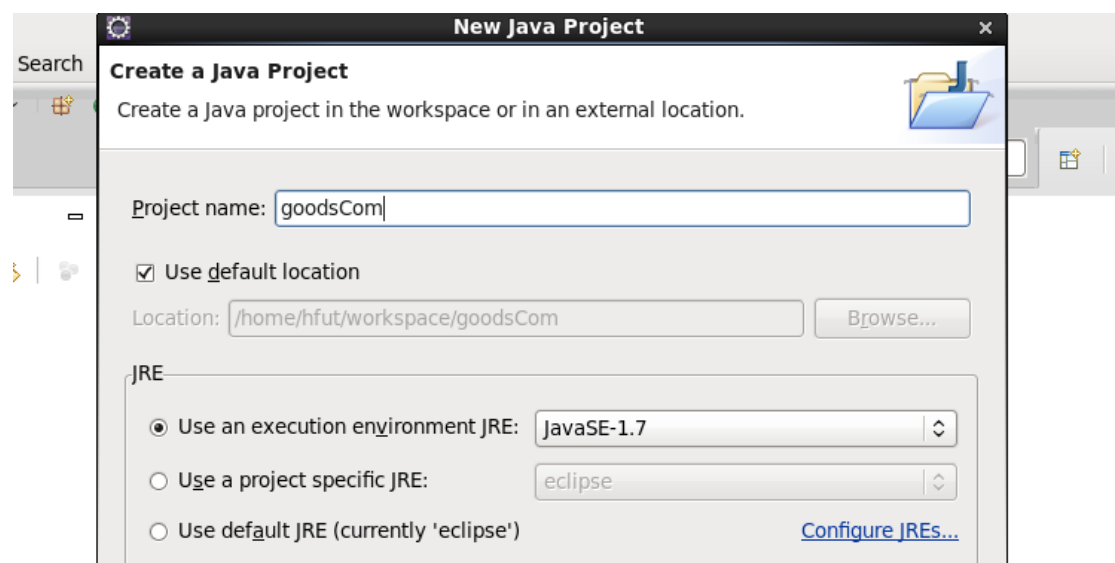 New Java Project
Search
Create a Java Project
Create a Java project in the workspace or in an external location.
Project name: goodsCom
Use default location
Location: /home/hfut/workspace/goodsCom Browse...
JRE
Use an execution environment JRE: JavaSE-1.7
Use a project specific JRE: eclipse
Use default JRE (currently 'eclipse') Configure JREs...